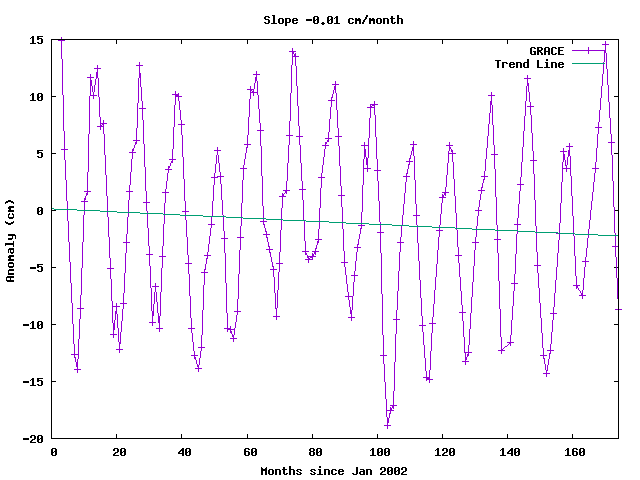 Slope -0.01 cm/month
GRACE
Trend Line
15
10
5
0
-5
-10
-15
-20
Anomaly (cm)
0 20 40 60 80 100 120 140 160
Months since Jan 2002